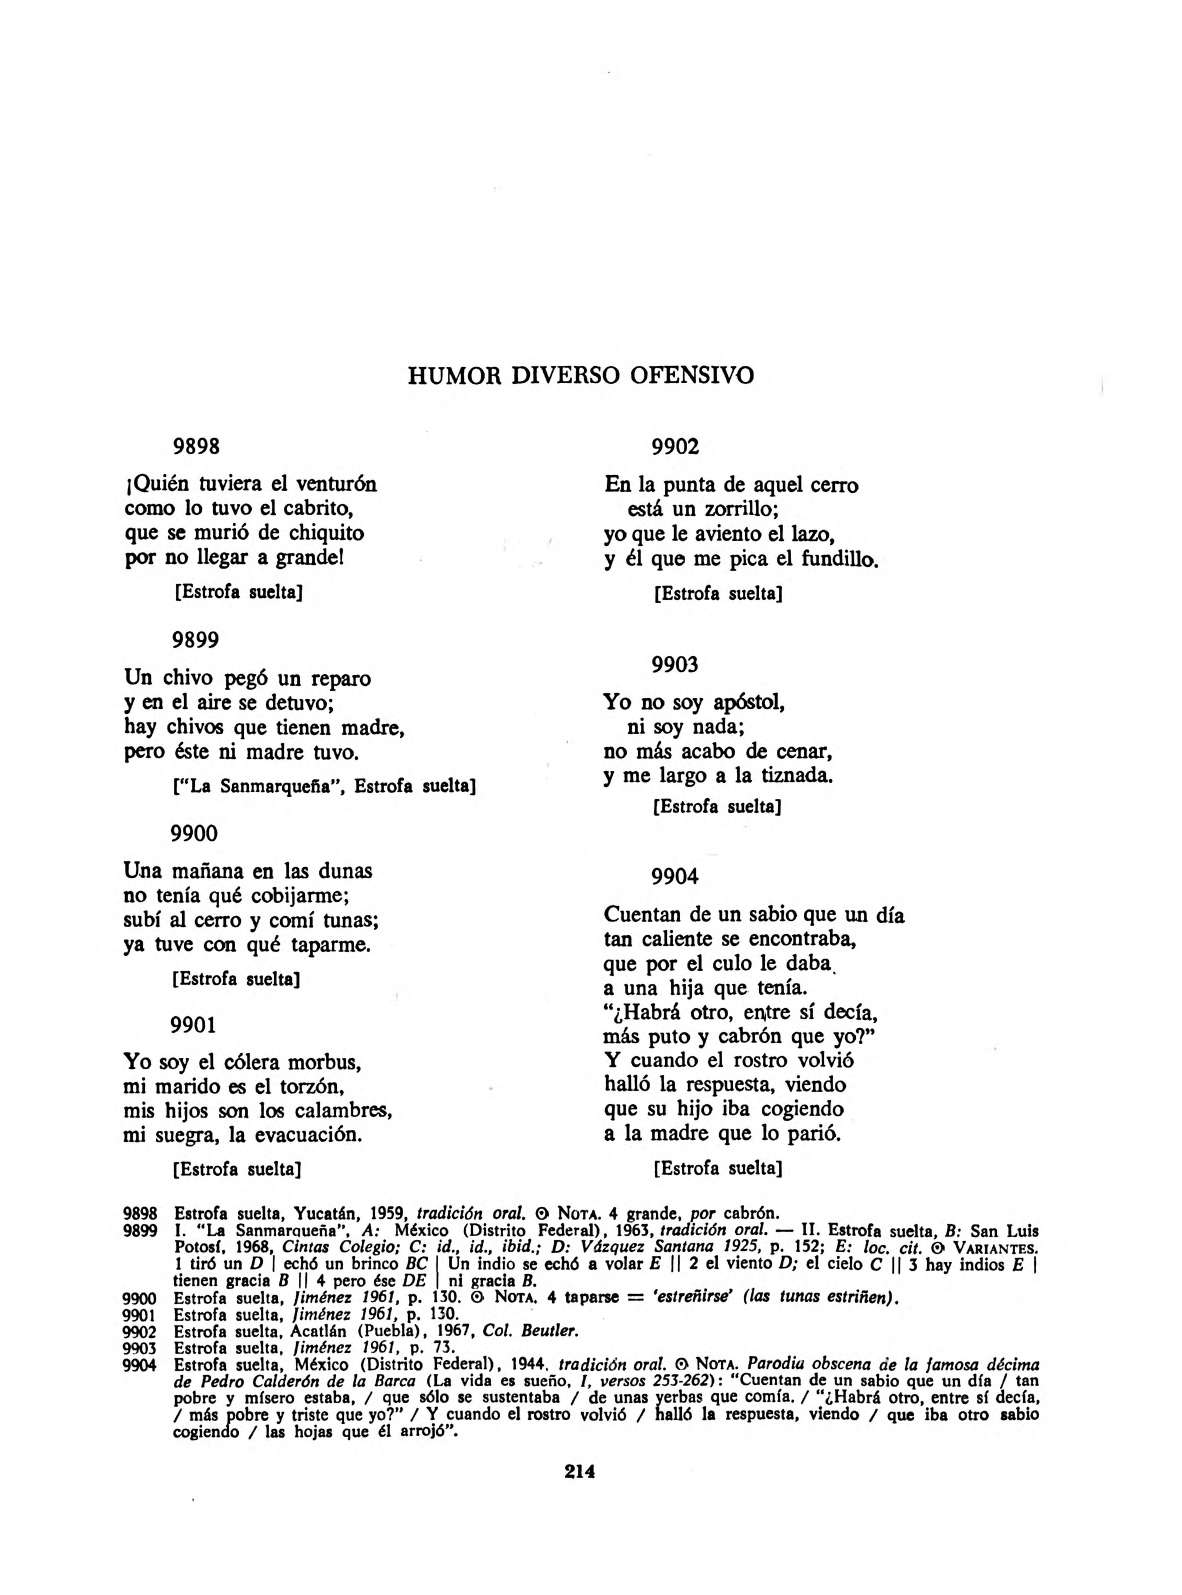 HUMOR DIVERSO OFENSIVO
9898
¡Quién tuviera el venturón
como lo tuvo el cabrito,
que se murió de chiquito
por no llegar a grande!
[Estrofa suelta]
9899
Un chivo pegó un reparo
y en el aire se detuvo;
hay chivos que tienen madre,
pero éste ni madre tuvo.
["La Sanmarqueña", Estrofa suelta]
9900
Una mañana en las dunas
no tenía qué cobijarme;
subí al cerro y comí tunas;
ya tuve con qué taparme.
[Estrofa suelta]
9901
Yo soy el cólera morbus,
mi marido es el torzón,
mis hijos son los calambres,
mi suegra, la evacuación.
[Estrofa suelta]
9902
En la punta de aquel cerro
está un zorrillo;
yo que le aviento el lazo,
y él que me pica el fundillo.
[Estrofa suelta]
9903
Yo no soy apóstol,
ni soy nada;
no más acabo de cenar,
y me largo a la tiznada.
[Estrofa suelta]
9904
Cuentan de un sabio que un día
tan caliente se encontraba,
que por el culo le daba
a una hija que tenía.
"¿Habrá otro, entre sí decía,
más puto y cabrón que yo?"
Y cuando el rostro volvió
halló la respuesta, viendo
que su hijo iba cogiendo
a la madre que lo parió.
[Estrofa suelta]
9898 Estrofa suelta, Yucatán, 1959, tradición oral. ⊙ NOTA. 4 grande, por cabrón.
9899 I. "La Sanmarqueña", A: México (Distrito Federal), 1963, tradición oral. — II. Estrofa suelta, B: San Luis
Potosí, 1968, Cintas Colegio; C: id., id., ibid.; D: Vázquez Santana 1925, p. 152; E: loc. cit. ⊙ VARIANTES.
1 tiró un D | echó un brinco BC | Un indio se echó a volar E || 2 el viento D; el cielo C || 3 hay indios E |
tienen gracia B || 4 pero ése DE | ni gracia B.
9900 Estrofa suelta, Jiménez 1961, p. 130. ⊙ NOTA. 4 taparse = 'estreñirse' (las tunas estriñen).
9901 Estrofa suelta, Jiménez 1961, p. 130.
9902 Estrofa suelta, Acatlán (Puebla), 1967, Col. Beutler.
9903 Estrofa suelta, Jiménez 1961, p. 73.
9904 Estrofa suelta, México (Distrito Federal), 1944, tradición oral. ⊙ NOTA. Parodia obscena de la famosa décima
de Pedro Calderón de la Barca (La vida es sueño, I, versos 253-262): "Cuentan de un sabio que un día / tan
pobre y mísero estaba, / que sólo se sustentaba / de unas yerbas que comía. / "¿Habrá otro, entre sí decía,
/ más pobre y triste que yo?" / Y cuando el rostro volvió / halló la respuesta, viendo / que iba otro sabio
cogiendo / las hojas que él arrojó".
214